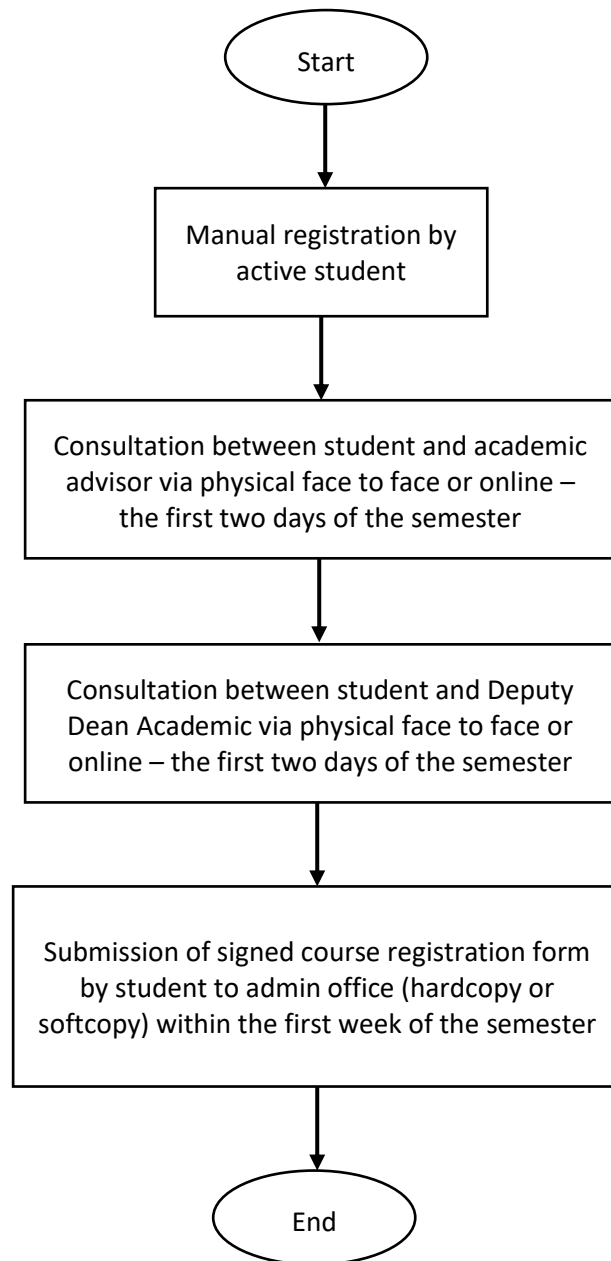 Start
Manual registration by
active student
Consultation between student and academic
advisor via physical face to face or online –
the first two days of the semester
Consultation between student and Deputy
Dean Academic via physical face to face or
online – the first two days of the semester
Submission of signed course registration form
by student to admin office (hardcopy or
softcopy) within the first week of the semester
End